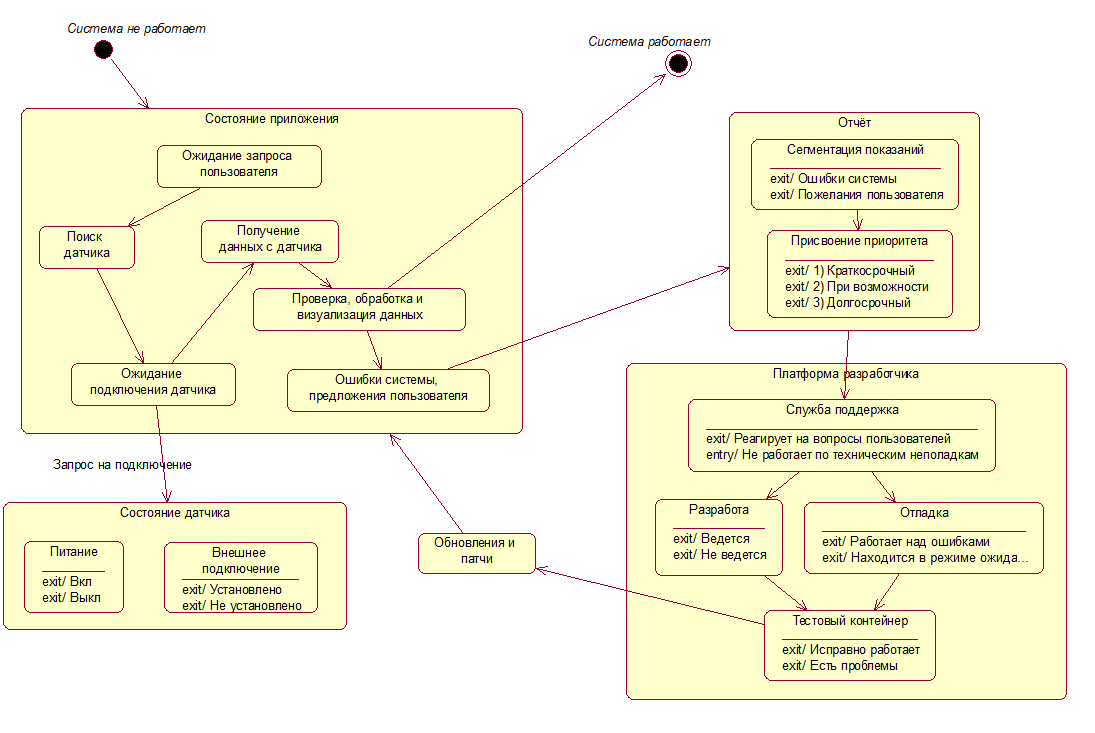 Система не работает
Система работает
Состояние приложения
Ожидание запроса
пользователя
Поиск
датчика
Получение
данных с датчика
Проверка, обработка и
визуализация данных
Ожидание
подключения датчика
Ошибки системы,
предложения пользователя
Запрос на подключение
Состояние датчика
Питание
exit/ Вкл
exit/ Выкл
Внешнее
подключение
exit/ Установлено
exit/ Не установлено
Обновления и
патчи
Отчёт
Сегментация показаний
exit/ Ошибки системы
exit/ Пожелания пользователя
Присвоение приоритета
exit/ 1) Краткосрочный
exit/ 2) При возможности
exit/ 3) Долгосрочный
Платформа разработчика
Служба поддержка
exit/ Реагирует на вопросы пользователей
entry/ Не работает по техническим неполадкам
Разработа
exit/ Ведется
exit/ Не ведется
Отладка
exit/ Работает над ошибками
exit/ Находится в режиме ожида...
Тестовый контейнер
exit/ Исправно работает
exit/ Есть проблемы